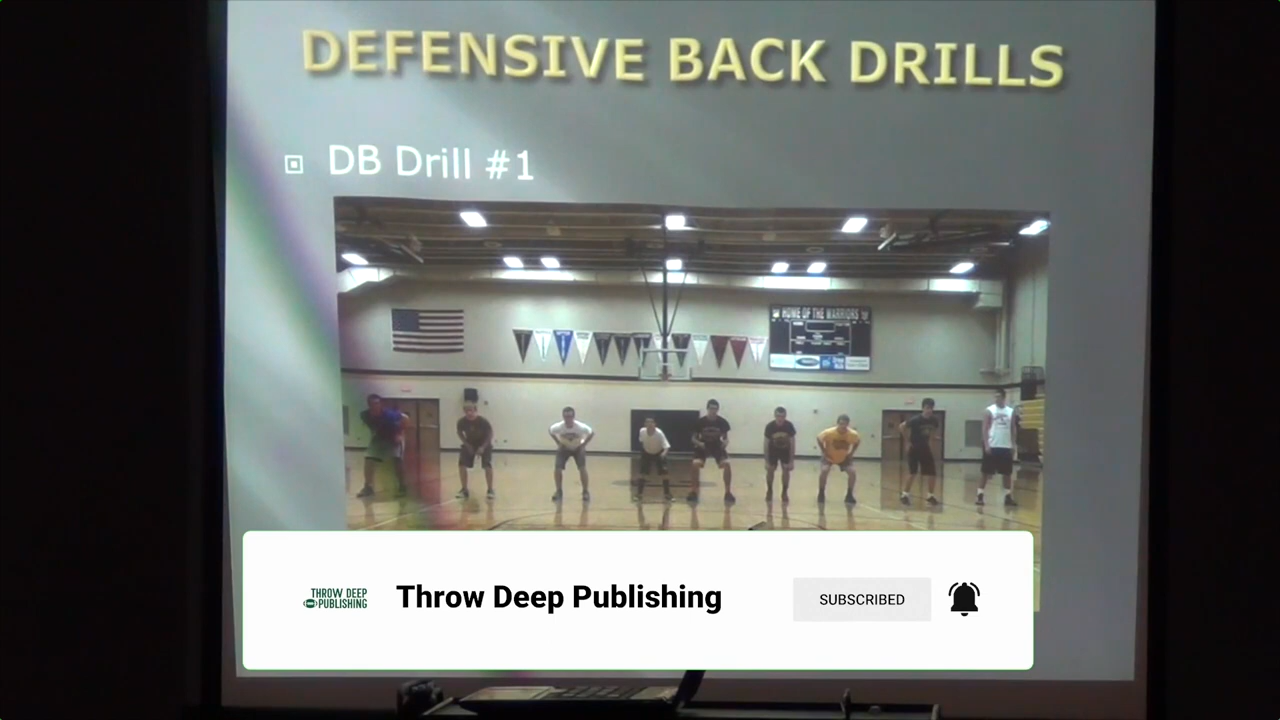 DEFENSIVE BACK DRILLS
DB Drill #1
HOME OF THE WARRIORS
THROW DEEP
PUBLISHING
Throw Deep Publishing
SUBSCRIBED